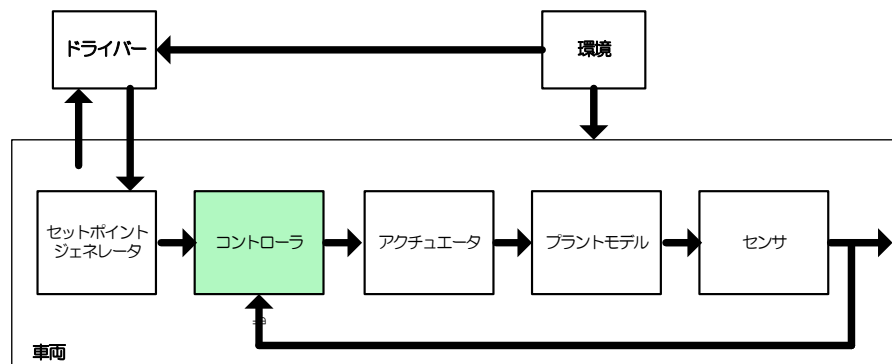 ドライバー
環境
セットポイント
ジェネレータ
コントローラ
アクチュエータ
プラントモデル
センサ
車両